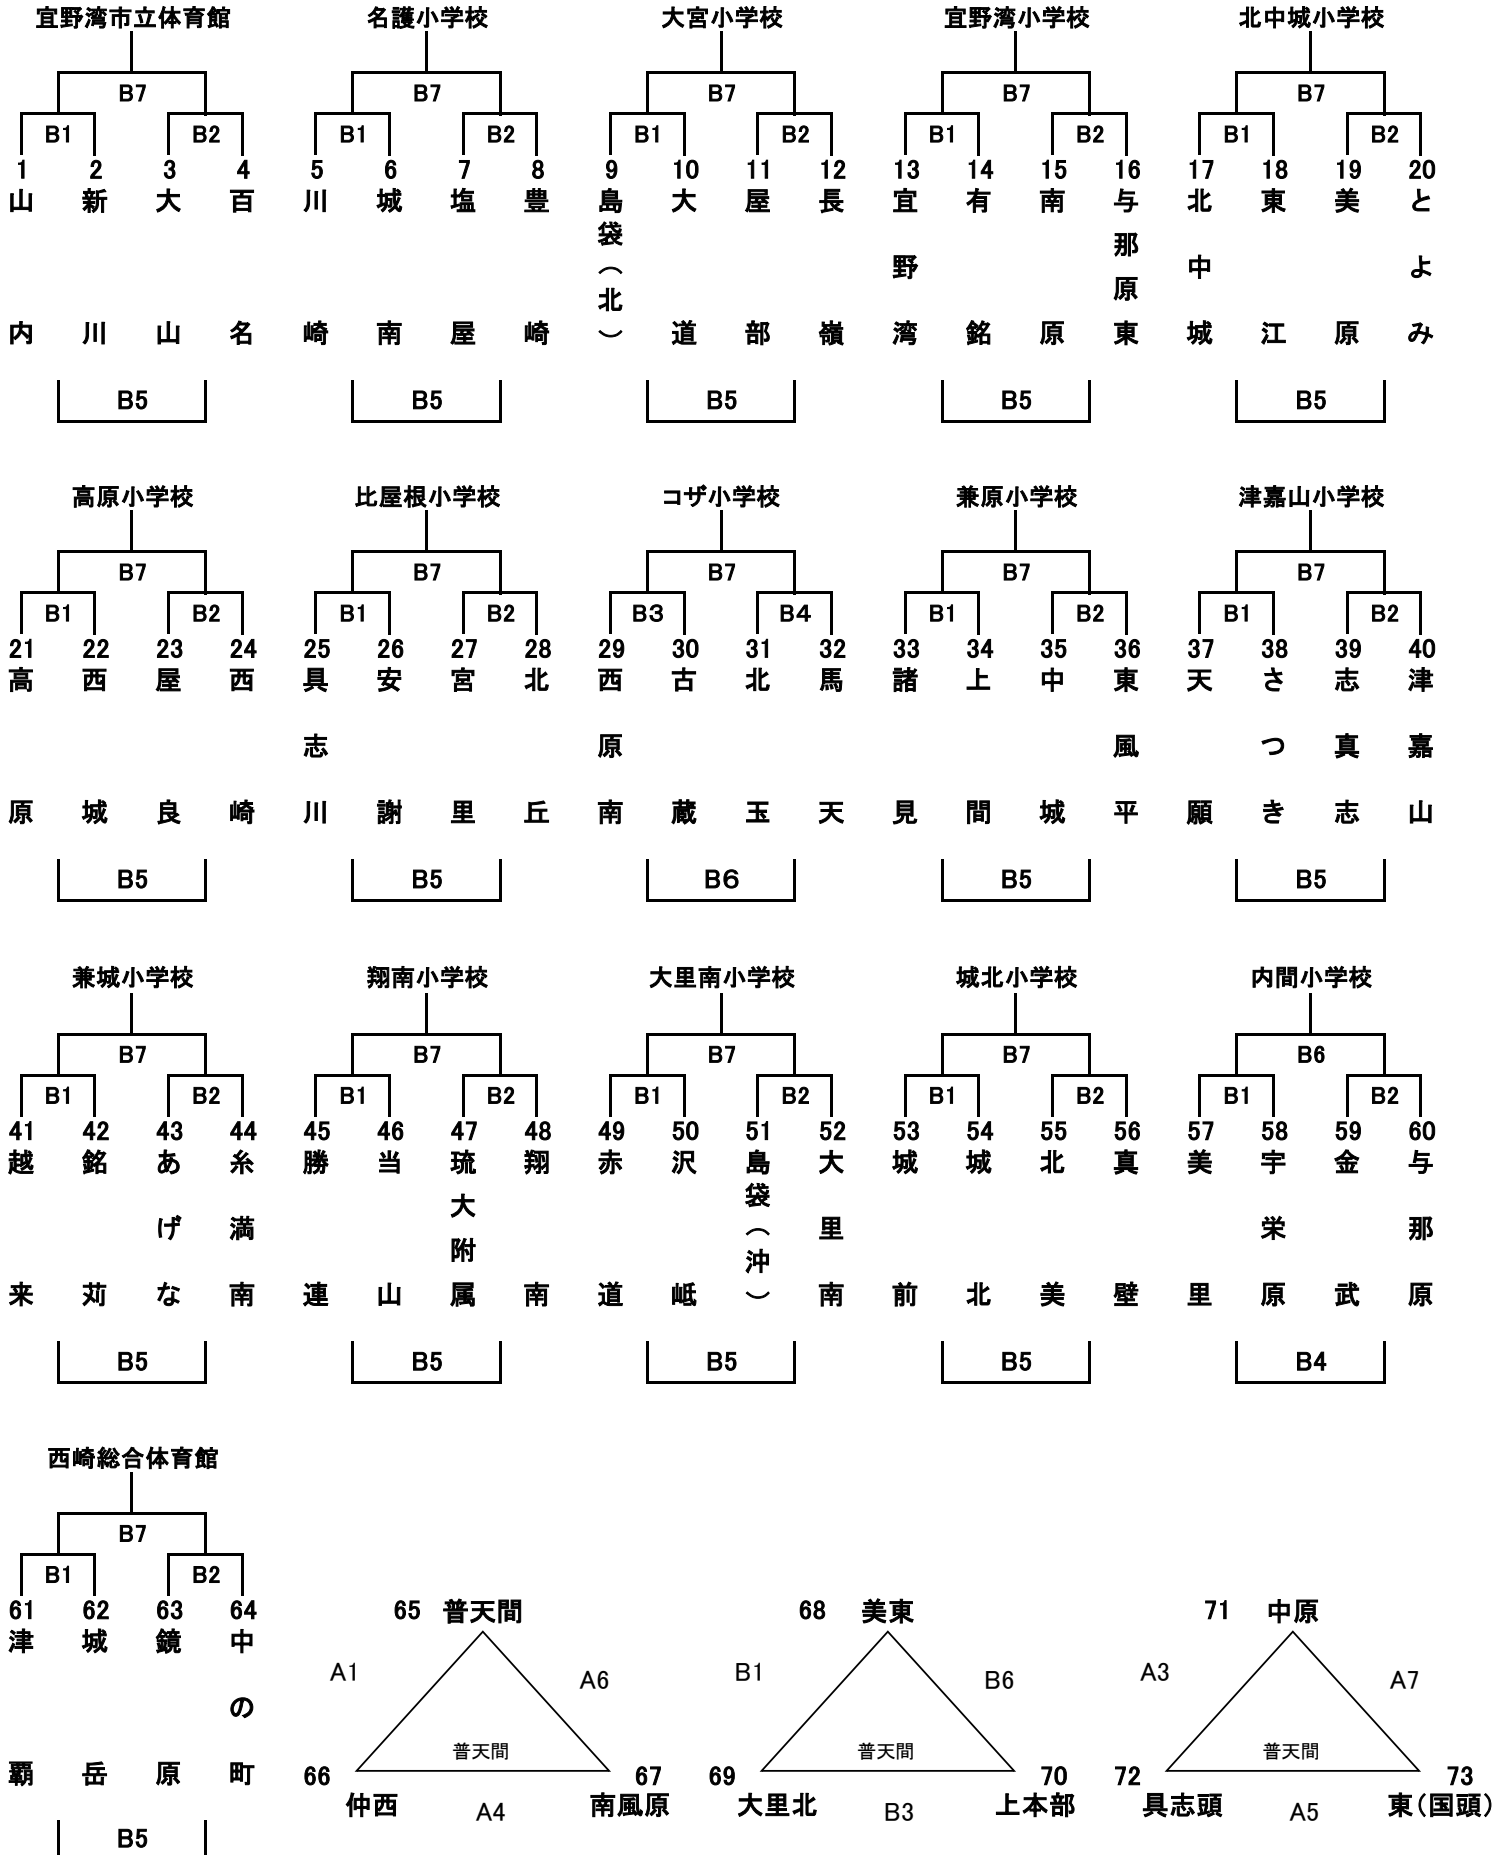 宜野湾市立体育館 名護小学校 大宮小学校 宜野湾小学校 北中城小学校
B7 B7 B7 B7 B7
B1 B2 B1 B2 B1 B2 B1 B2 B1 B2
1 2 3 4 5 6 7 8 9 10 11 12 13 14 15 16 17 18 19 20
山内 新川 大山 百名 川崎 城南 塩屋 豊崎 島袋(北) 大道 屋部 長嶺 宜野湾 有銘 南原 与那原東 北中城 東江 美原 とよみ
B5 B5 B5 B5 B5
高原小学校 比屋根小学校 コザ小学校 兼原小学校 津嘉山小学校
B7 B7 B7 B7 B7
B1 B2 B1 B2 B3 B4 B1 B2 B1 B2
21 22 23 24 25 26 27 28 29 30 31 32 33 34 35 36 37 38 39 40
高原 西城 屋良 西崎 具志川 安謝 宮里 北丘 西原南 古蔵 北玉 馬天 諸見 上間 中城 東風平 天願 さつき 志真志 津嘉山
B5 B5 B6 B5 B5
兼城小学校 翔南小学校 大里南小学校 城北小学校 内間小学校
B7 B7 B7 B7 B6
B1 B2 B1 B2 B1 B2 B1 B2 B1 B2
41 42 43 44 45 46 47 48 49 50 51 52 53 54 55 56 57 58 59 60
越来 銘苅 あげな 糸満南 勝連 当山 琉大附属 翔南 赤道 沢岻 島袋(沖) 大里南 城前 城北 北美 真壁 美里 宇栄原 金武 与那原
B5 B5 B5 B5 B4
西崎総合体育館
B7
B1 B2
61 62 63 64
津覇 城岳 鏡原 中の町
B5
65 普天間 68 美東 71 中原
A1 A6 B1 B6 A3 A7
普天間 普天間 普天間
66 67 69 70 72 73
仲西 A4 南風原 大里北 B3 上本部 具志頭 A5 東(国頭)